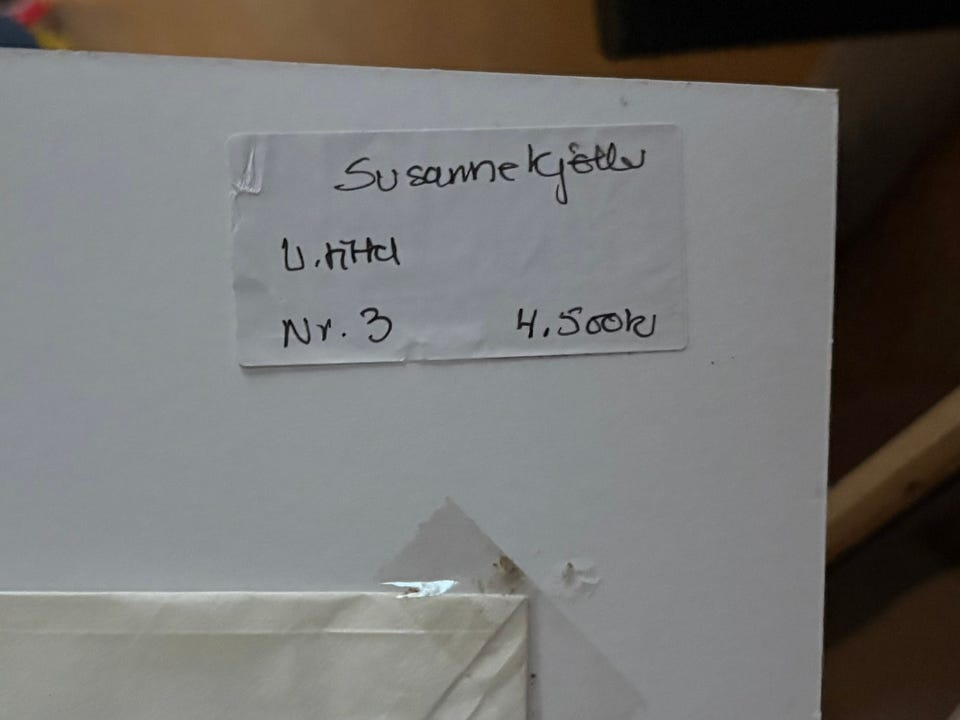 Susanne Kjøller
U. titel
Nr. 3 4.500kr